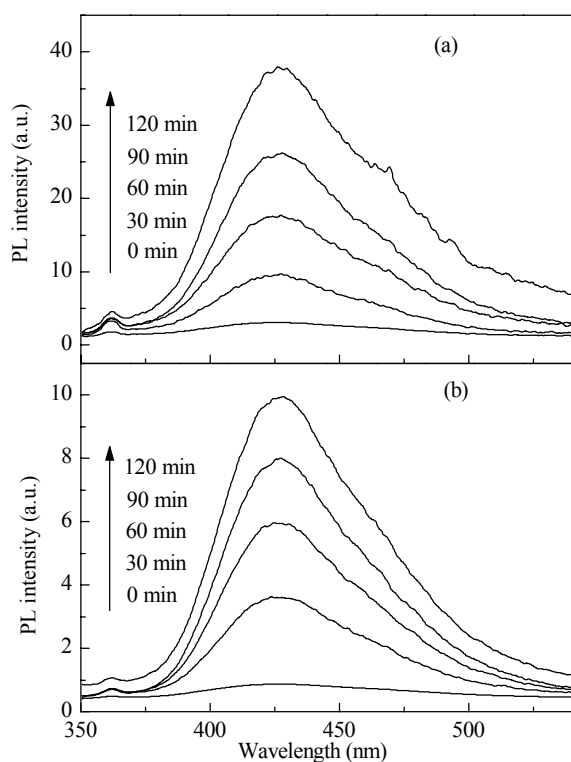 (a)
40
30
20
10
0
PL intensity (a.u.)
120 min
90 min
60 min
30 min
0 min
(b)
10
8
6
4
2
0
PL intensity (a.u.)
120 min
90 min
60 min
30 min
0 min
350 400 450 500
Wavelength (nm)